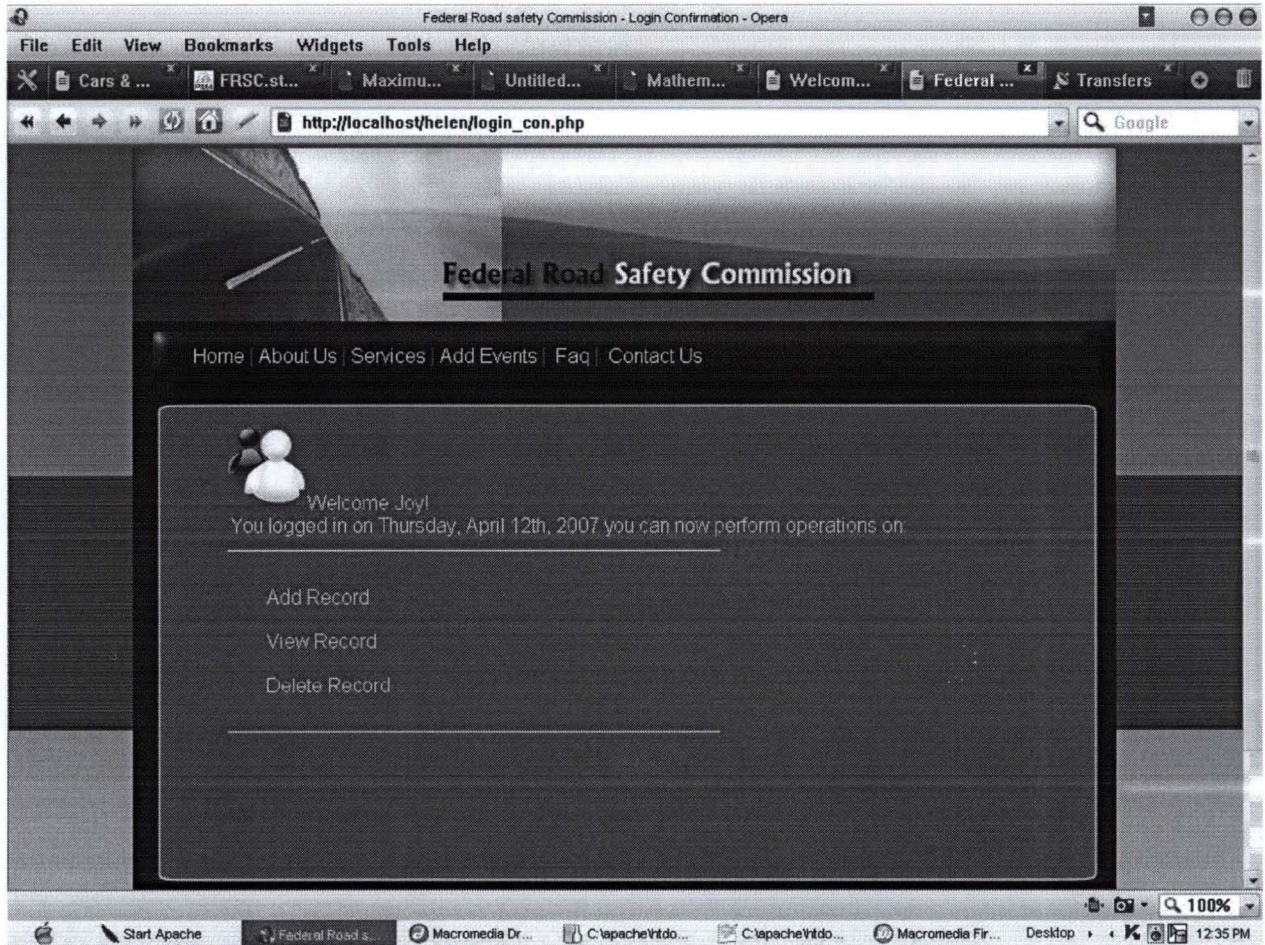 Federal Road safety Commission - Login Confirmation - Opera
File Edit View Bookmarks Widgets Tools Help
Cars & ... FRSC.st... Maximu... Untitled... Mathem... Welcom... Federal ... Transfers
http://localhost/helen/login_con.php Google
Federal Road Safety Commission
Home | About Us | Services | Add Events | Faq | Contact Us
Welcome Joy!
You logged in on Thursday, April 12th, 2007 you can now perform operations on:
Add Record
View Record
Delete Record
100%
Start Apache Federal Road s... Macromedia Dr... C:\apache\htdo... C:\apache\htdo... Macromedia Fir... Desktop 12:35 PM